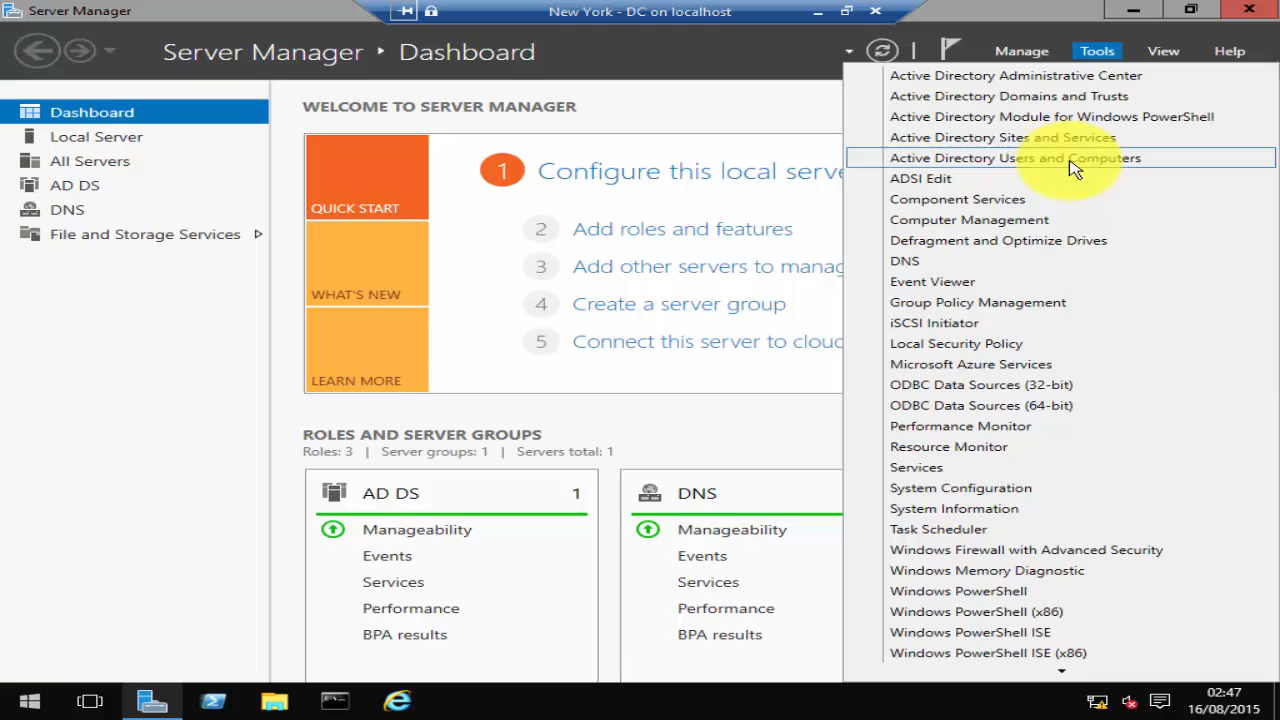 Server Manager
New York - DC on localhost
Server Manager ‣ Dashboard
Manage
Tools
View
Help
Dashboard
Local Server
All Servers
AD DS
DNS
File and Storage Services
WELCOME TO SERVER MANAGER
QUICK START
WHAT'S NEW
LEARN MORE
1 Configure this local serve
2 Add roles and features
3 Add other servers to manag
4 Create a server group
5 Connect this server to cloud
ROLES AND SERVER GROUPS
Roles: 3 | Server groups: 1 | Servers total: 1
AD DS 1
Manageability
Events
Services
Performance
BPA results
DNS
Manageability
Events
Services
Performance
BPA results
Active Directory Administrative Center
Active Directory Domains and Trusts
Active Directory Module for Windows PowerShell
Active Directory Sites and Services
Active Directory Users and Computers
ADSI Edit
Component Services
Computer Management
Defragment and Optimize Drives
DNS
Event Viewer
Group Policy Management
iSCSI Initiator
Local Security Policy
Microsoft Azure Services
ODBC Data Sources (32-bit)
ODBC Data Sources (64-bit)
Performance Monitor
Resource Monitor
Services
System Configuration
System Information
Task Scheduler
Windows Firewall with Advanced Security
Windows Memory Diagnostic
Windows PowerShell
Windows PowerShell (x86)
Windows PowerShell ISE
Windows PowerShell ISE (x86)
02:47
16/08/2015